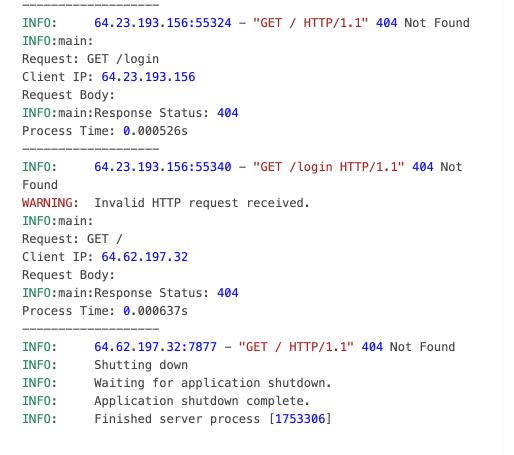 -------------------
INFO:     64.23.193.156:55324 - "GET / HTTP/1.1" 404 Not Found
INFO:main:
Request: GET /login
Client IP: 64.23.193.156
Request Body:
INFO:main:Response Status: 404
Process Time: 0.000526s
-------------------
INFO:     64.23.193.156:55340 - "GET /login HTTP/1.1" 404 Not
Found
WARNING:  Invalid HTTP request received.
INFO:main:
Request: GET /
Client IP: 64.62.197.32
Request Body:
INFO:main:Response Status: 404
Process Time: 0.000637s
-------------------
INFO:     64.62.197.32:7877 - "GET / HTTP/1.1" 404 Not Found
INFO:     Shutting down
INFO:     Waiting for application shutdown.
INFO:     Application shutdown complete.
INFO:     Finished server process [1753306]